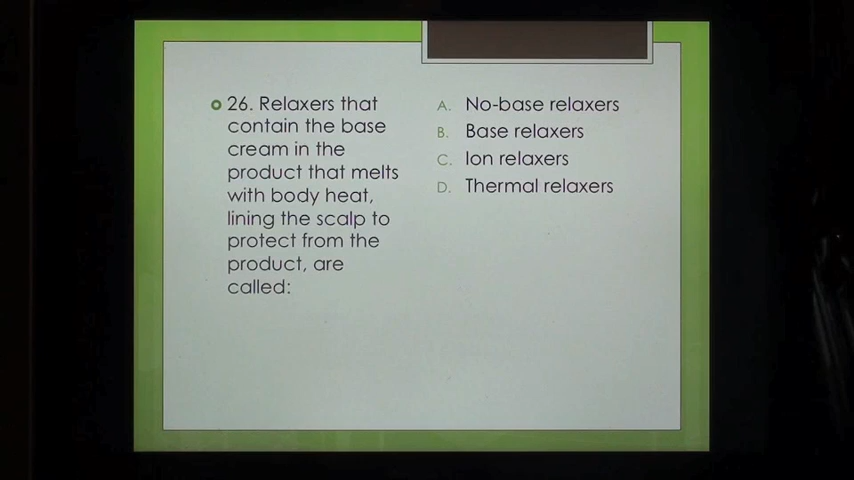 26. Relaxers that
contain the base
cream in the
product that melts
with body heat,
lining the scalp to
protect from the
product, are
called:
A. No-base relaxers
B. Base relaxers
C. Ion relaxers
D. Thermal relaxers